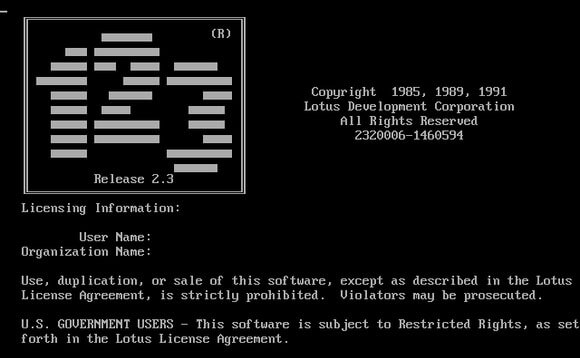 (R)
123
Release 2.3
Copyright 1985, 1989, 1991
Lotus Development Corporation
All Rights Reserved
2320006-1460594
Licensing Information:
User Name:
Organization Name:
Use, duplication, or sale of this software, except as described in the Lotus
License Agreement, is strictly prohibited. Violators may be prosecuted.
U.S. GOVERNMENT USERS - This software is subject to Restricted Rights, as set
forth in the Lotus License Agreement.